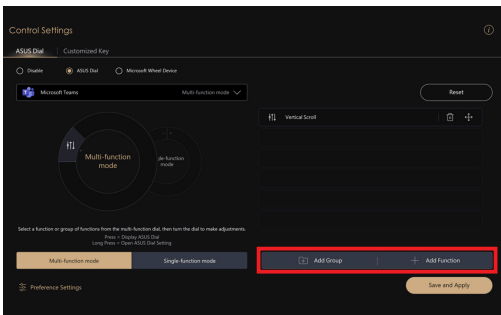 Control Settings
ASUS Dial
Customized Key
Disable
ASUS Dial
Microsoft Wheel Device
Microsoft Teams
Multi-function mode
Reset
Vertical Scroll
Multi-function
mode
gle-function
mode
Select a function or group of functions from the multi-function dial, then turn the dial to make adjustments.
Press = Display ASUS Dial
Long Press = Open ASUS Dial Setting
Multi-function mode
Single-function mode
Add Group
Add Function
Preference Settings
Save and Apply